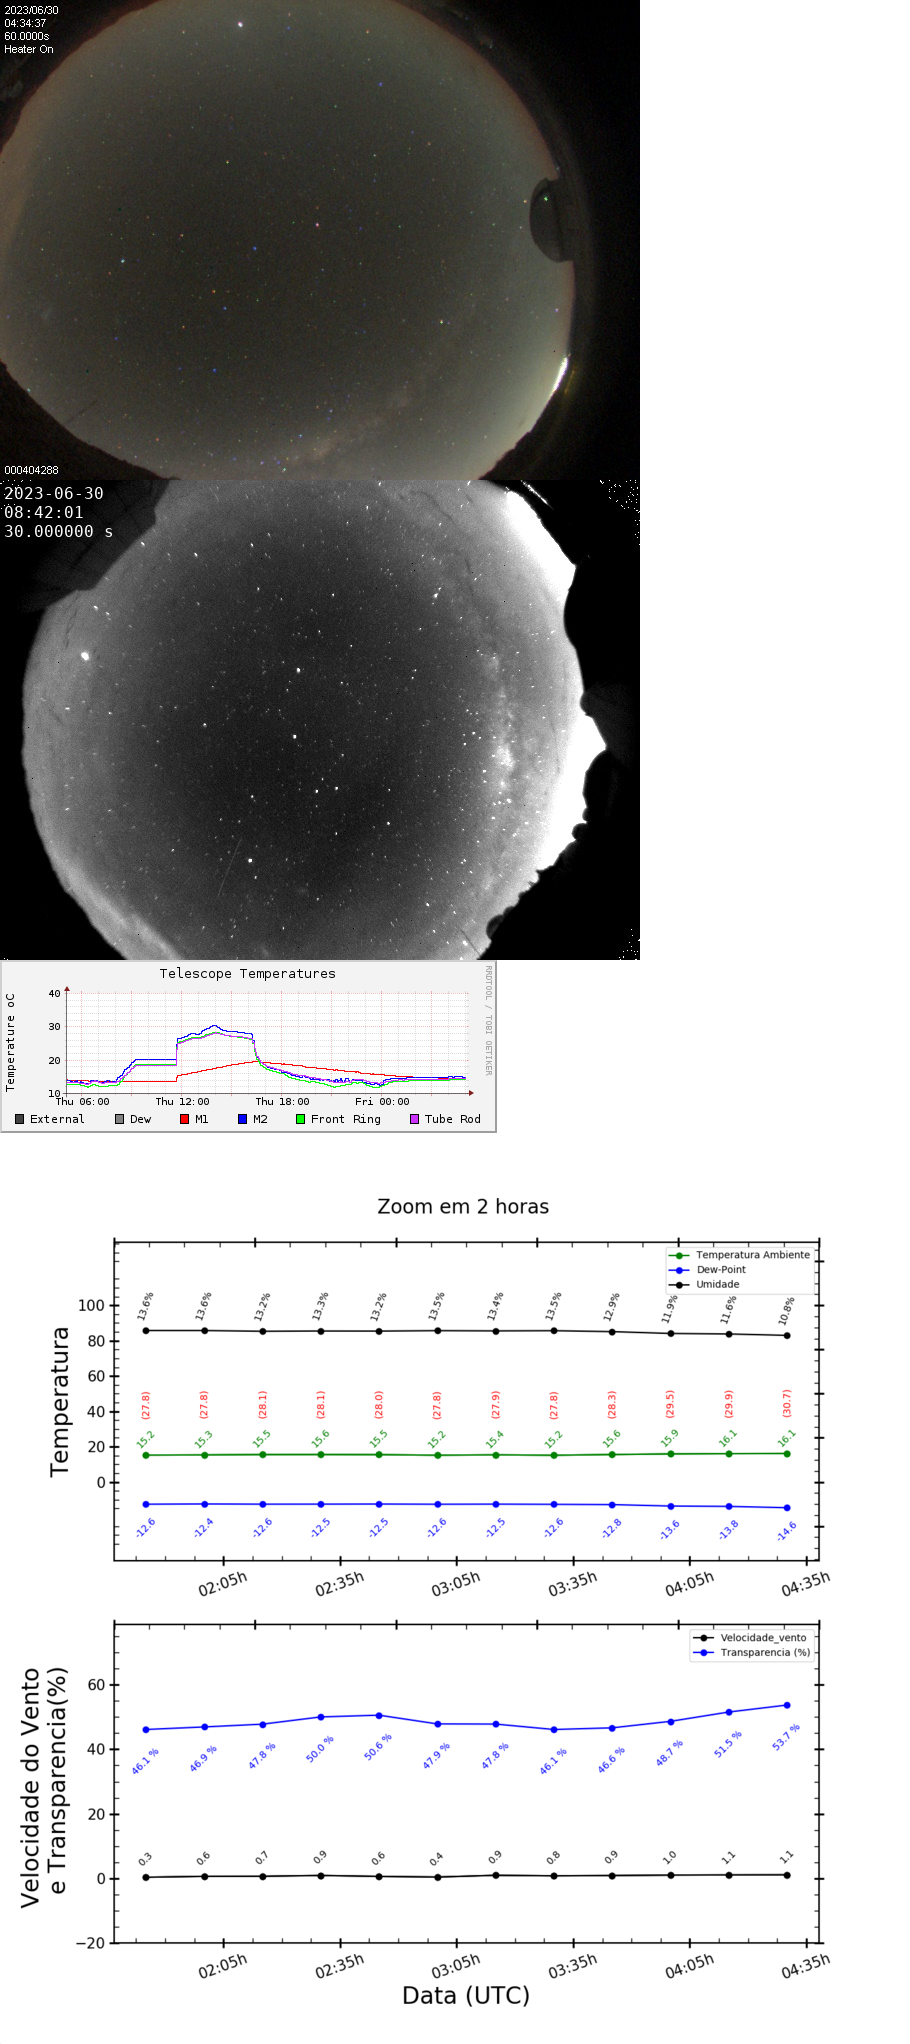 2023/06/30
04:34:37
60.0000s
Heater On
000404288
2023-06-30
08:42:01
30.000000 s
Telescope Temperatures
RRDTOOL / TOBI OETIKER
Temperature oC
40
30
20
10
Thu 06:00 Thu 12:00 Thu 18:00 Fri 00:00
External Dew M1 M2 Front Ring Tube Rod
Zoom em 2 horas
Temperatura Ambiente
Dew-Point
Umidade
Temperatura
100
80
60
40
20
0
13.6% 13.6% 13.2% 13.3% 13.2% 13.5% 13.4% 13.5% 12.9% 11.9% 11.6% 10.8%
(27.8) (27.8) (28.1) (28.1) (28.0) (27.8) (27.9) (27.8) (28.3) (29.5) (29.9) (30.7)
15.2 15.3 15.5 15.6 15.5 15.2 15.4 15.2 15.6 15.9 16.1 16.1
-12.6 -12.4 -12.6 -12.5 -12.5 -12.6 -12.5 -12.6 -12.8 -13.6 -13.8 -14.6
02:05h 02:35h 03:05h 03:35h 04:05h 04:35h
Velocidade_vento
Transparencia (%)
Velocidade do Vento
e Transparencia(%)
60
40
20
0
−20
46.1 % 46.9 % 47.8 % 50.0 % 50.6 % 47.9 % 47.8 % 46.1 % 46.6 % 48.7 % 51.5 % 53.7 %
0.3 0.6 0.7 0.9 0.6 0.4 0.9 0.8 0.9 1.0 1.1 1.1
02:05h 02:35h 03:05h 03:35h 04:05h 04:35h
Data (UTC)